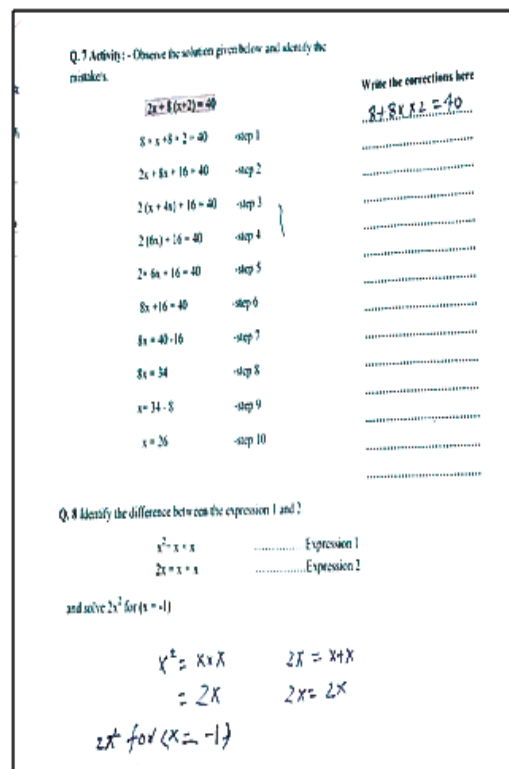 Q. 7 Activity: - Observe the solution given below and identify the
mistake's.
Write the corrections here
2x + 8 (x+2) = 40
8+8x x2 = 40
8 × x +8 × 2 = 40 -step 1
2x + 8x + 16 = 40 -step 2
2 (x + 4x) + 16 = 40 -step 3
2 (6x) + 16 = 40 -step 4
2+ 6x + 16 = 40 -step 5
8x +16 = 40 -step 6
8x = 40 -16 -step 7
8x = 34 -step 8
x= 34 - 8 -step 9
x = 26 -step 10
Q. 8 Identify the difference between the expression 1 and 2
x² = x × x ............ Expression 1
2x = x + x ............ Expression 2
and solve 2x² for (x = -1)
x² = x×x 2x = x+x
= 2x 2x = 2x
2x² for (x = -1)